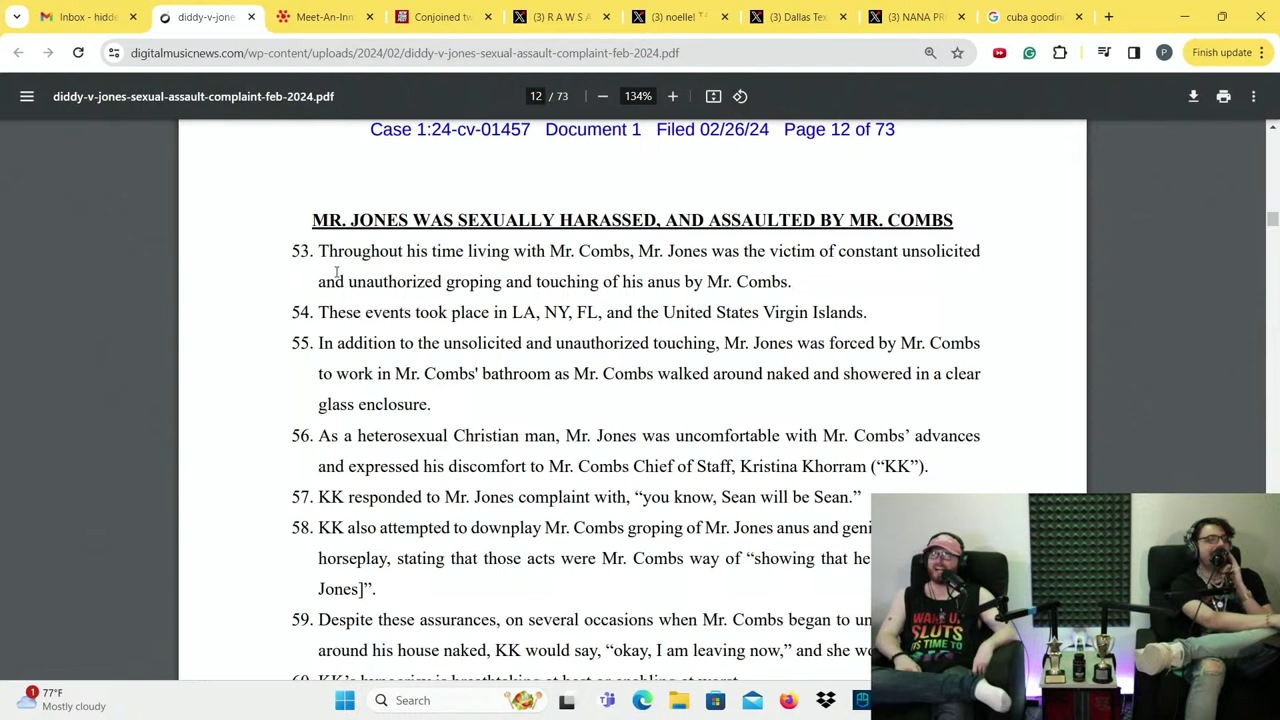 Inbox - hidde
diddy-v-jone
Meet-An-Inn
Conjoined tw
(3) R A W S A
(3) noelle!
(3) Dallas Tex
(3) NANA PR
cuba goodin
digitalmusicnews.com/wp-content/uploads/2024/02/diddy-v-jones-sexual-assault-complaint-feb-2024.pdf
P
Finish update
diddy-v-jones-sexual-assault-complaint-feb-2024.pdf
12 / 73
134%
Case 1:24-cv-01457 Document 1 Filed 02/26/24 Page 12 of 73
MR. JONES WAS SEXUALLY HARASSED, AND ASSAULTED BY MR. COMBS
53. Throughout his time living with Mr. Combs, Mr. Jones was the victim of constant unsolicited
and unauthorized groping and touching of his anus by Mr. Combs.
54. These events took place in LA, NY, FL, and the United States Virgin Islands.
55. In addition to the unsolicited and unauthorized touching, Mr. Jones was forced by Mr. Combs
to work in Mr. Combs' bathroom as Mr. Combs walked around naked and showered in a clear
glass enclosure.
56. As a heterosexual Christian man, Mr. Jones was uncomfortable with Mr. Combs’ advances
and expressed his discomfort to Mr. Combs Chief of Staff, Kristina Khorram (“KK”).
57. KK responded to Mr. Jones complaint with, “you know, Sean will be Sean.”
58. KK also attempted to downplay Mr. Combs groping of Mr. Jones anus and geni
horseplay, stating that those acts were Mr. Combs way of “showing that he
Jones]”.
59. Despite these assurances, on several occasions when Mr. Combs began to un
around his house naked, KK would say, “okay, I am leaving now,” and she wo
WAKE UP
SLUTS
IT'S TIME TO
1
77°F
Mostly cloudy
Search